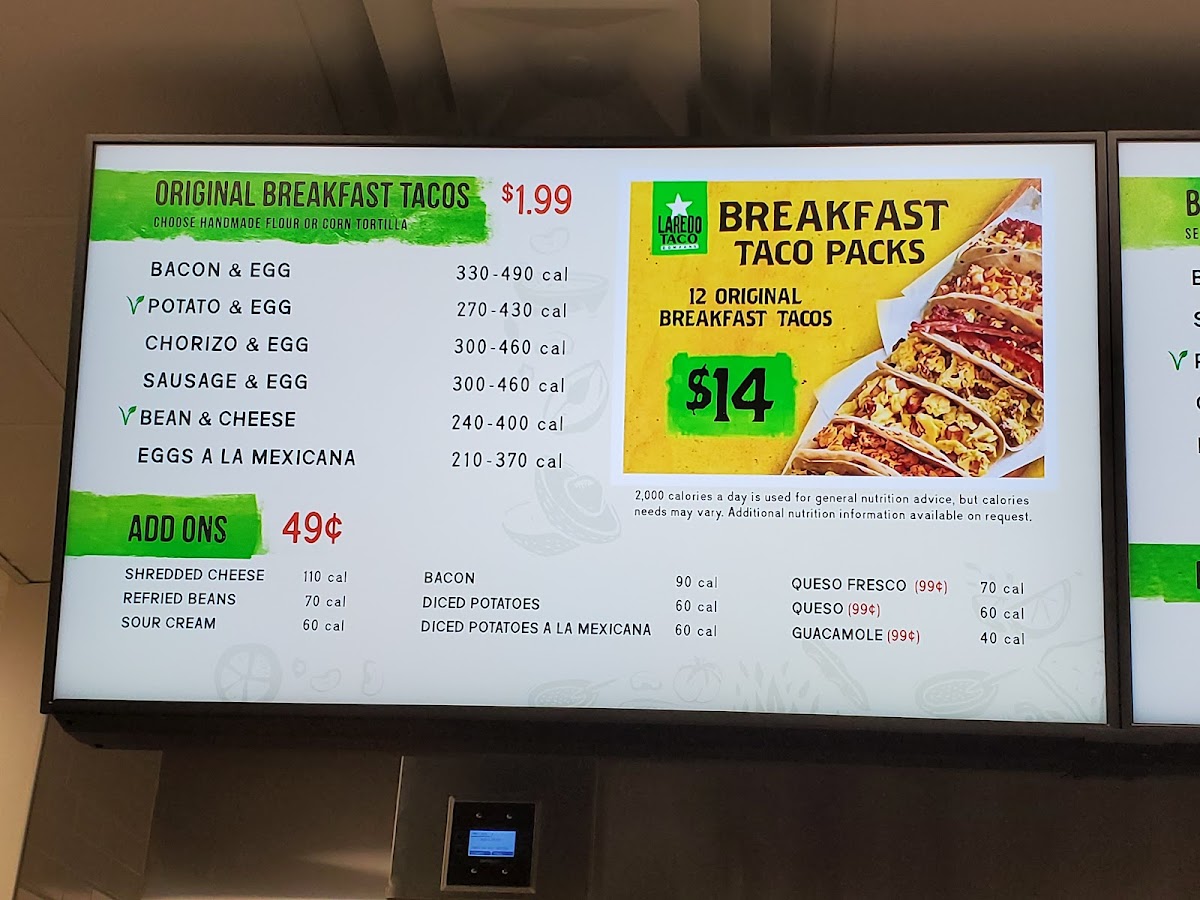 ORIGINAL BREAKFAST TACOS $1.99
CHOOSE HANDMADE FLOUR OR CORN TORTILLA
BACON & EGG 330-490 cal
POTATO & EGG 270-430 cal
CHORIZO & EGG 300-460 cal
SAUSAGE & EGG 300-460 cal
BEAN & CHEESE 240-400 cal
EGGS A LA MEXICANA 210-370 cal
LAREDO
TACO
COMPANY
BREAKFAST
TACO PACKS
12 ORIGINAL
BREAKFAST TACOS
$14
2,000 calories a day is used for general nutrition advice, but calories
needs may vary. Additional nutrition information available on request.
ADD ONS 49¢
SHREDDED CHEESE 110 cal
REFRIED BEANS 70 cal
SOUR CREAM 60 cal
BACON 90 cal
DICED POTATOES 60 cal
DICED POTATOES A LA MEXICANA 60 cal
QUESO FRESCO (99¢) 70 cal
QUESO (99¢) 60 cal
GUACAMOLE (99¢) 40 cal